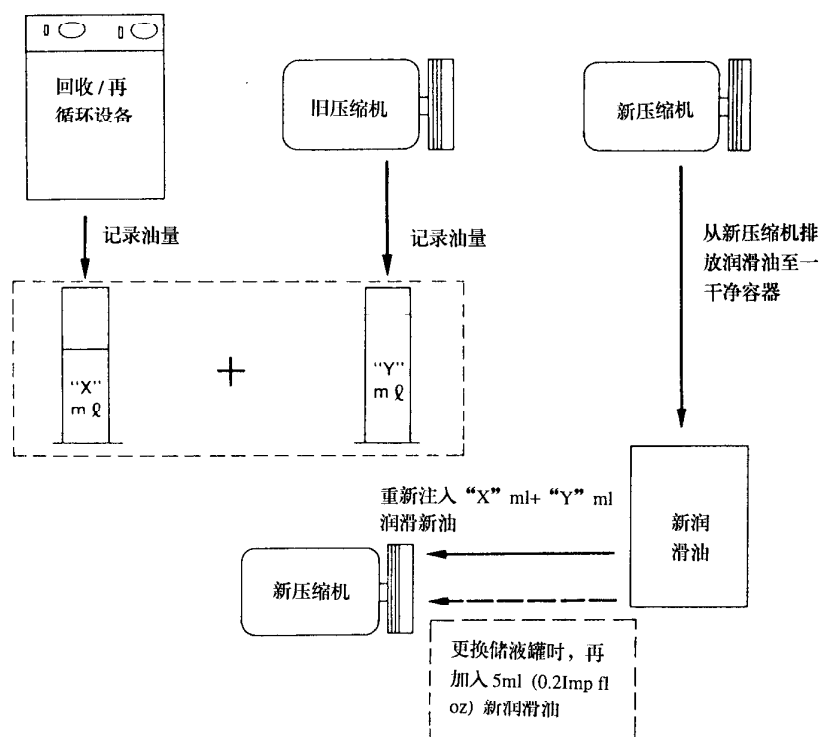 回收/再
循环设备
旧压缩机
新压缩机
记录油量
记录油量
从新压缩机排
放润滑油至一
干净容器
“X”
mℓ
+
“Y”
mℓ
重新注入“X” ml+“Y” ml
润滑新油
新润
滑油
新压缩机
更换储液罐时，再
加入 5ml (0.2Imp fl
oz) 新润滑油